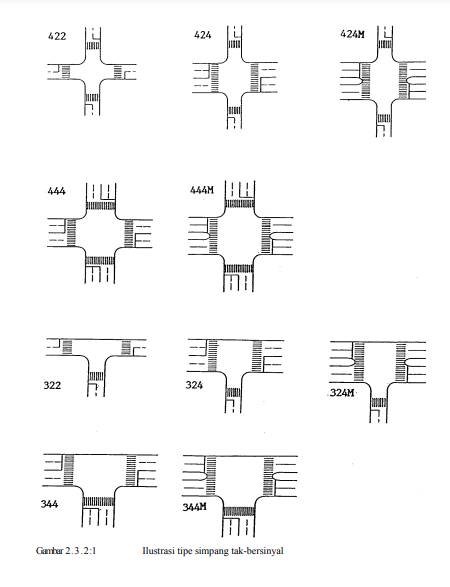 422 424 424M
444 444M
322 324 324M
344 344M
Gambar 2.3.2:1 Ilustrasi tipe simpang tak-bersinyal